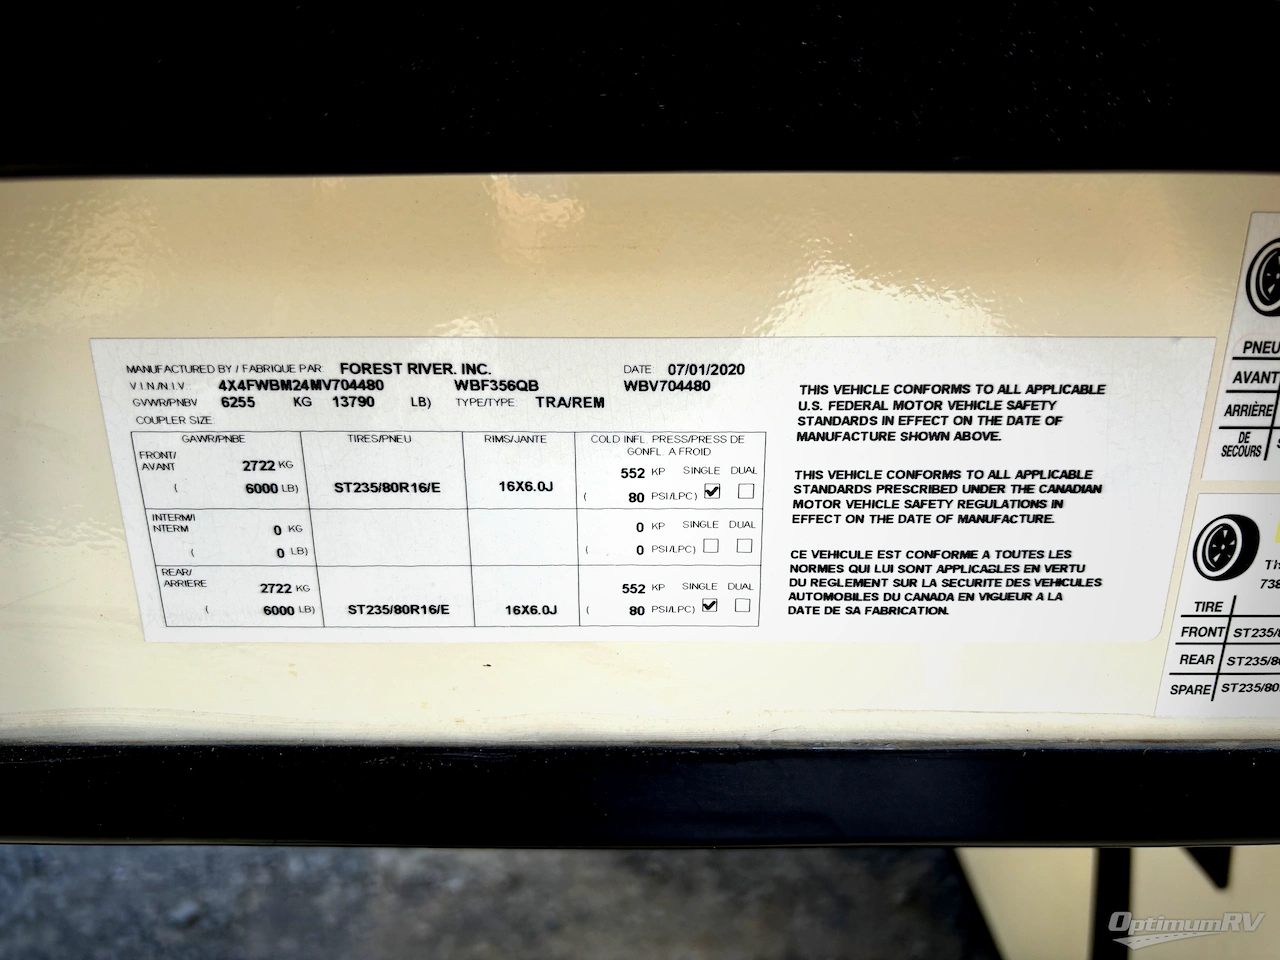 MANUFACTURED BY / FABRIQUE PAR FOREST RIVER. INC. DATE 07/01/2020
V.I.N./N.I.V 4X4FWBM24MV704480 WBF356QB WBV704480
GVWR/PNBV 6255 KG 13790 LB) TYPE/TYPE TRA/REM
COUPLER SIZE
GAWR/PNBE TIRES/PNEU RIMS/JANTE COLD INFL. PRESS/PRESS DE
GONFL. A FROID
FRONT/
AVANT 2722 KG 552 KP SINGLE DUAL
( 6000 LB) ST235/80R16/E 16X6.0J ( 80 PSI/LPC)
INTERM/I
NTERM 0 KG 0 KP SINGLE DUAL
( 0 LB) ( 0 PSI/LPC)
REAR/
ARRIERE 2722 KG 552 KP SINGLE DUAL
( 6000 LB) ST235/80R16/E 16X6.0J ( 80 PSI/LPC)
THIS VEHICLE CONFORMS TO ALL APPLICABLE
U.S. FEDERAL MOTOR VEHICLE SAFETY
STANDARDS IN EFFECT ON THE DATE OF
MANUFACTURE SHOWN ABOVE.
THIS VEHICLE CONFORMS TO ALL APPLICABLE
STANDARDS PRESCRIBED UNDER THE CANADIAN
MOTOR VEHICLE SAFETY REGULATIONS IN
EFFECT ON THE DATE OF MANUFACTURE.
CE VEHICULE EST CONFORME A TOUTES LES
NORMES QUI LUI SONT APPLICABLES EN VERTU
DU REGLEMENT SUR LA SECURITE DES VEHICULES
AUTOMOBILES DU CANADA EN VIGUEUR A LA
DATE DE SA FABRICATION.
PNEU
AVANT
ARRIÈRE
DE
SECOURS
738
TIRE
FRONT ST235/8
REAR ST235/8
SPARE ST235/80
OptimumRV